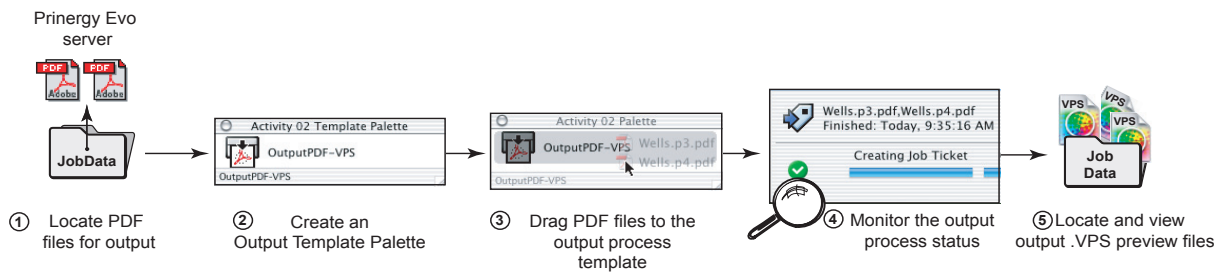 Prinergy Evo
server
PDF
Adobe
PDF
Adobe
JobData
1 Locate PDF
files for output
Activity 02 Template Palette
OutputPDF-VPS
OutputPDF-VPS
2 Create an
Output Template Palette
Activity 02 Palette
OutputPDF-VPS
Wells.p3.pdf
Wells.p4.pdf
OutputPDF-VPS
3 Drag PDF files to the
output process
template
Wells.p3.pdf,Wells.p4.pdf
Finished: Today, 9:35:16 AM
Creating Job Ticket
4 Monitor the output
process status
VPS
VPS
VPS
Job
Data
5 Locate and view
output .VPS preview files